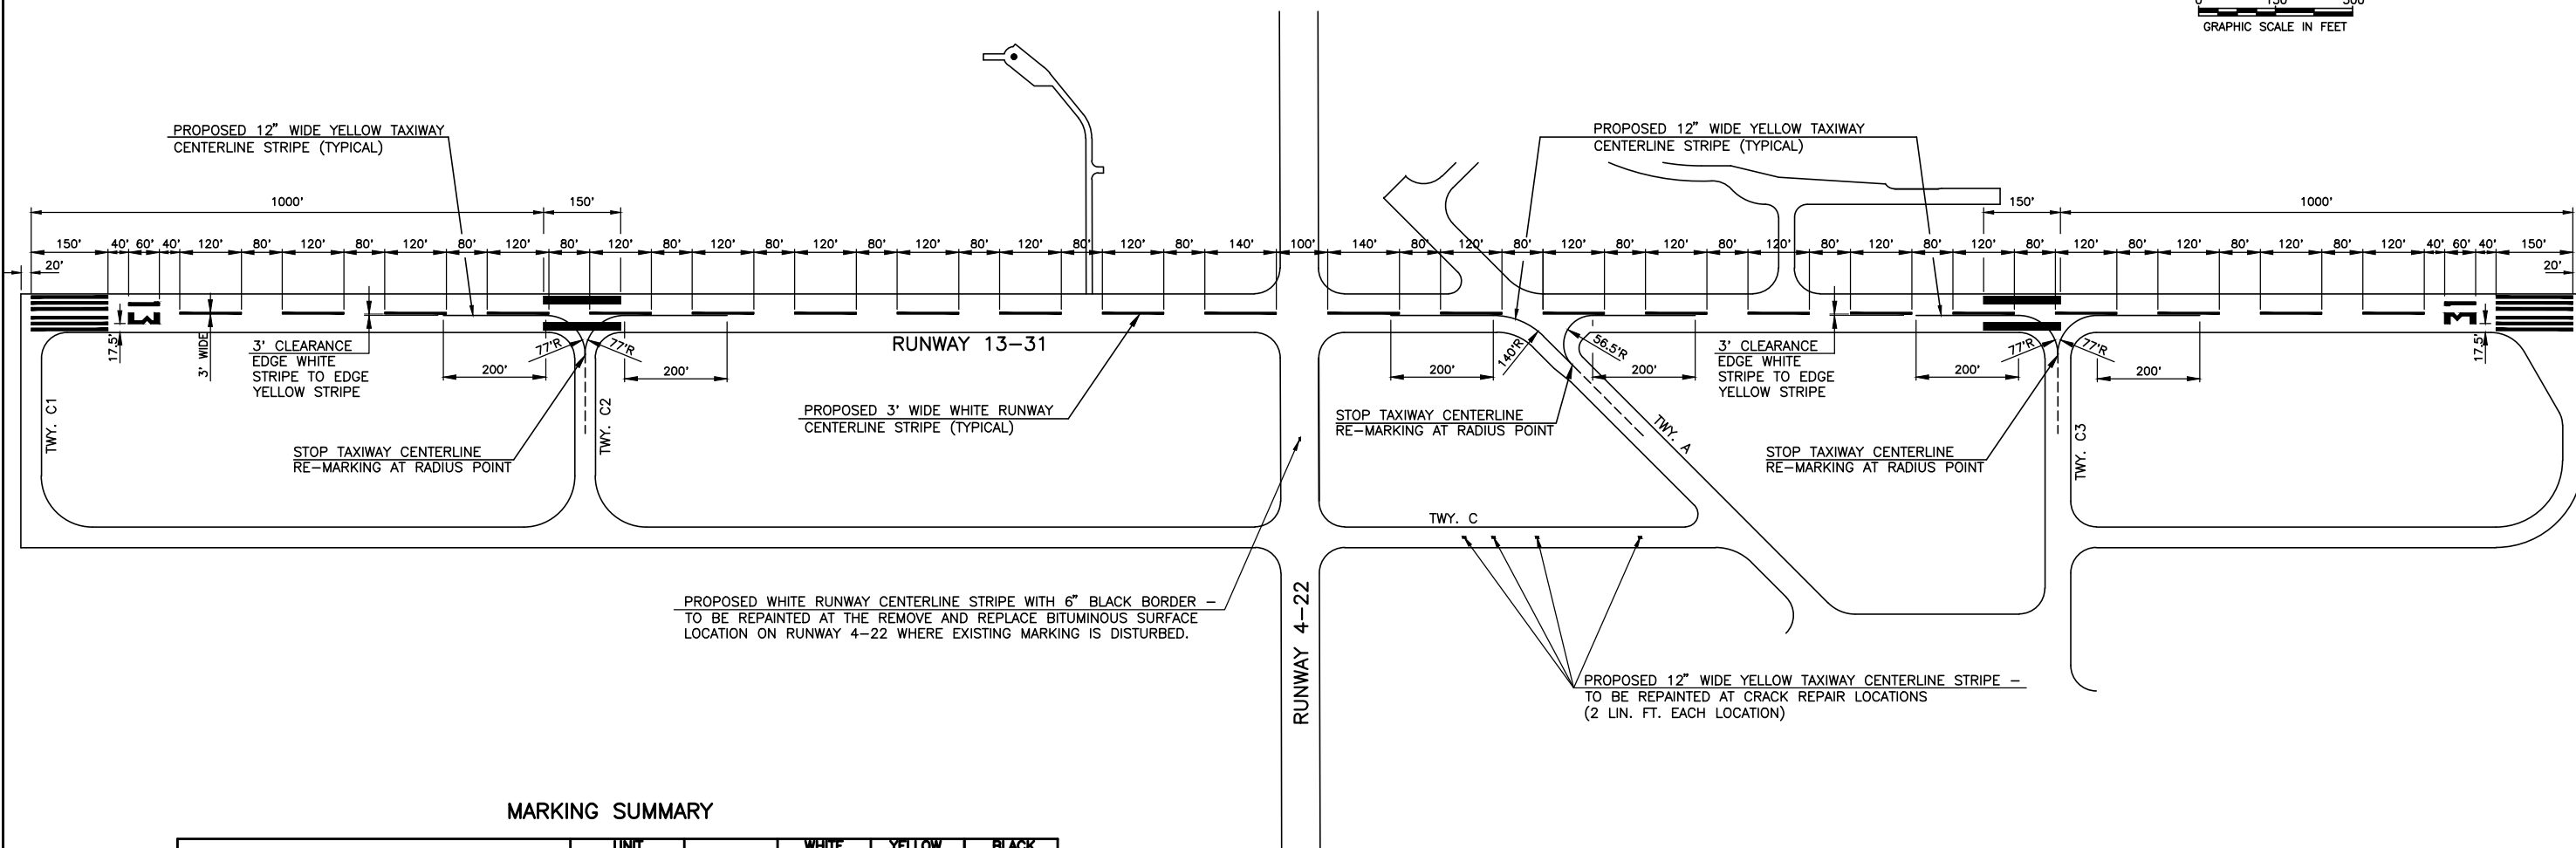 0 150 300
GRAPHIC SCALE IN FEET
PROPOSED 12" WIDE YELLOW TAXIWAY
CENTERLINE STRIPE (TYPICAL)
PROPOSED 12" WIDE YELLOW TAXIWAY
CENTERLINE STRIPE (TYPICAL)
1000' 150' 150' 1000'
150' 40' 60' 40' 120' 80' 120' 80' 120' 80' 120' 80' 120' 80' 120' 80' 120' 80' 120' 80' 120' 80' 120' 80' 140' 100' 140' 80' 120' 80' 120' 80' 120' 80' 120' 80' 120' 80' 120' 80' 120' 80' 120' 80' 120' 80' 120' 40' 60' 40' 150'
20' 20'
13
31
17.5'
3' WIDE
3' CLEARANCE
EDGE WHITE
STRIPE TO EDGE
YELLOW STRIPE
77'R 77'R
200' 200'
RUNWAY 13-31
140'R
56.5'R
200' 200'
3' CLEARANCE
EDGE WHITE
STRIPE TO EDGE
YELLOW STRIPE
77'R 77'R
200' 200'
17.5'
TWY. C1
TWY. C2
PROPOSED 3' WIDE WHITE RUNWAY
CENTERLINE STRIPE (TYPICAL)
STOP TAXIWAY CENTERLINE
RE-MARKING AT RADIUS POINT
STOP TAXIWAY CENTERLINE
RE-MARKING AT RADIUS POINT
TWY. A
STOP TAXIWAY CENTERLINE
RE-MARKING AT RADIUS POINT
TWY. C3
TWY. C
PROPOSED WHITE RUNWAY CENTERLINE STRIPE WITH 6" BLACK BORDER -
TO BE REPAINTED AT THE REMOVE AND REPLACE BITUMINOUS SURFACE
LOCATION ON RUNWAY 4-22 WHERE EXISTING MARKING IS DISTURBED.
RUNWAY 4-22
PROPOSED 12" WIDE YELLOW TAXIWAY CENTERLINE STRIPE -
TO BE REPAINTED AT CRACK REPAIR LOCATIONS
(2 LIN. FT. EACH LOCATION)
MARKING SUMMARY
UNIT WHITE YELLOW BLACK